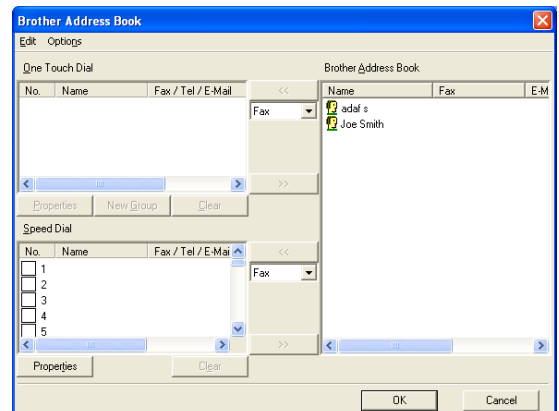 Brother Address Book
Edit Options
One Touch Dial
No. Name Fax / Tel / E-Mail
<<
Fax
>>
Properties New Group Clear
Speed Dial
No. Name Fax / Tel / E-Mai
1
2
3
4
5
<<
Fax
>>
Properties Clear
Brother Address Book
Name Fax E-M
adaf s
Joe Smith
OK Cancel